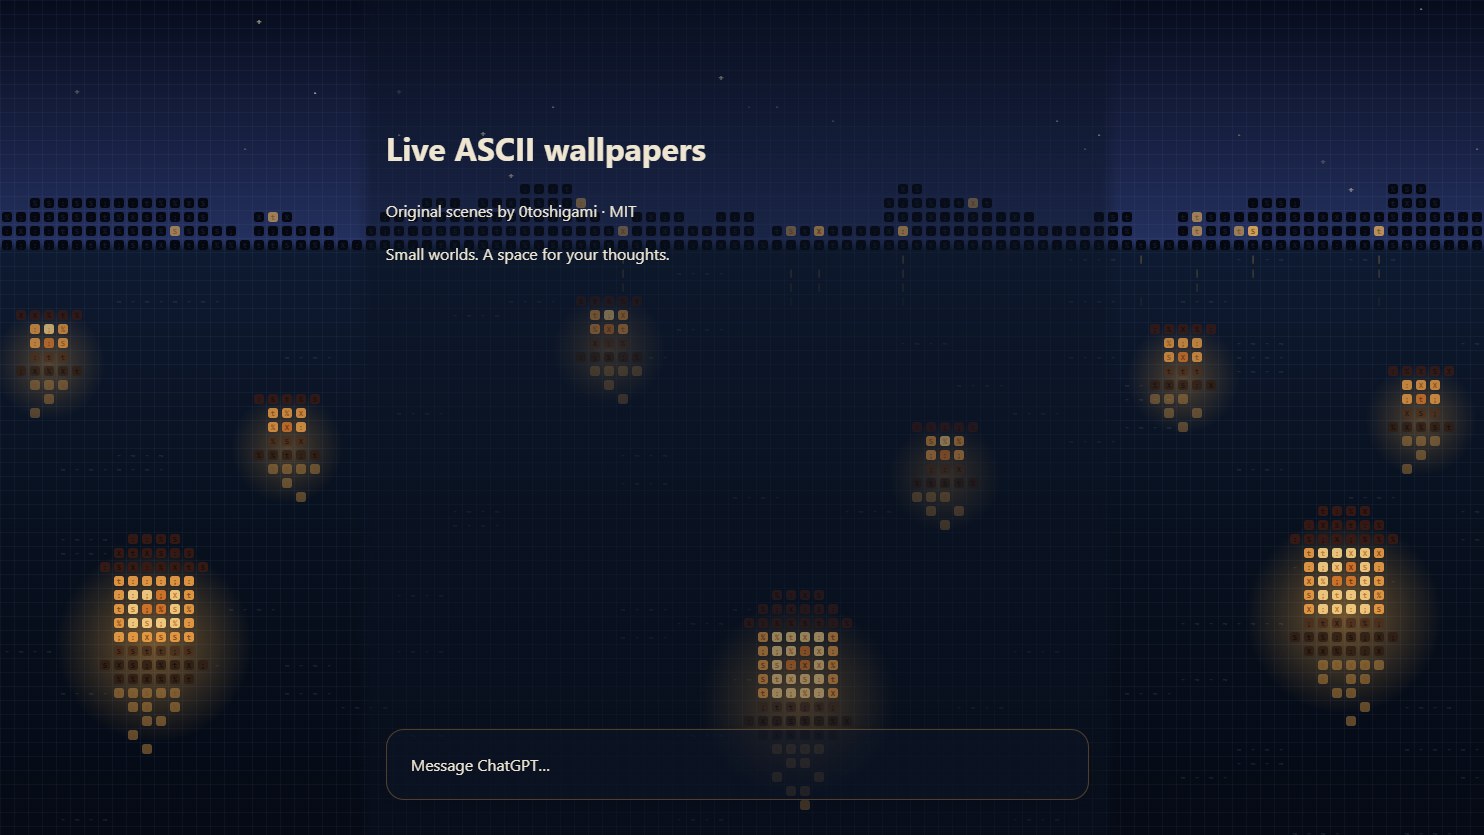 Live ASCII wallpapers
Original scenes by 0toshigami · MIT
Small worlds. A space for your thoughts.
Message ChatGPT...